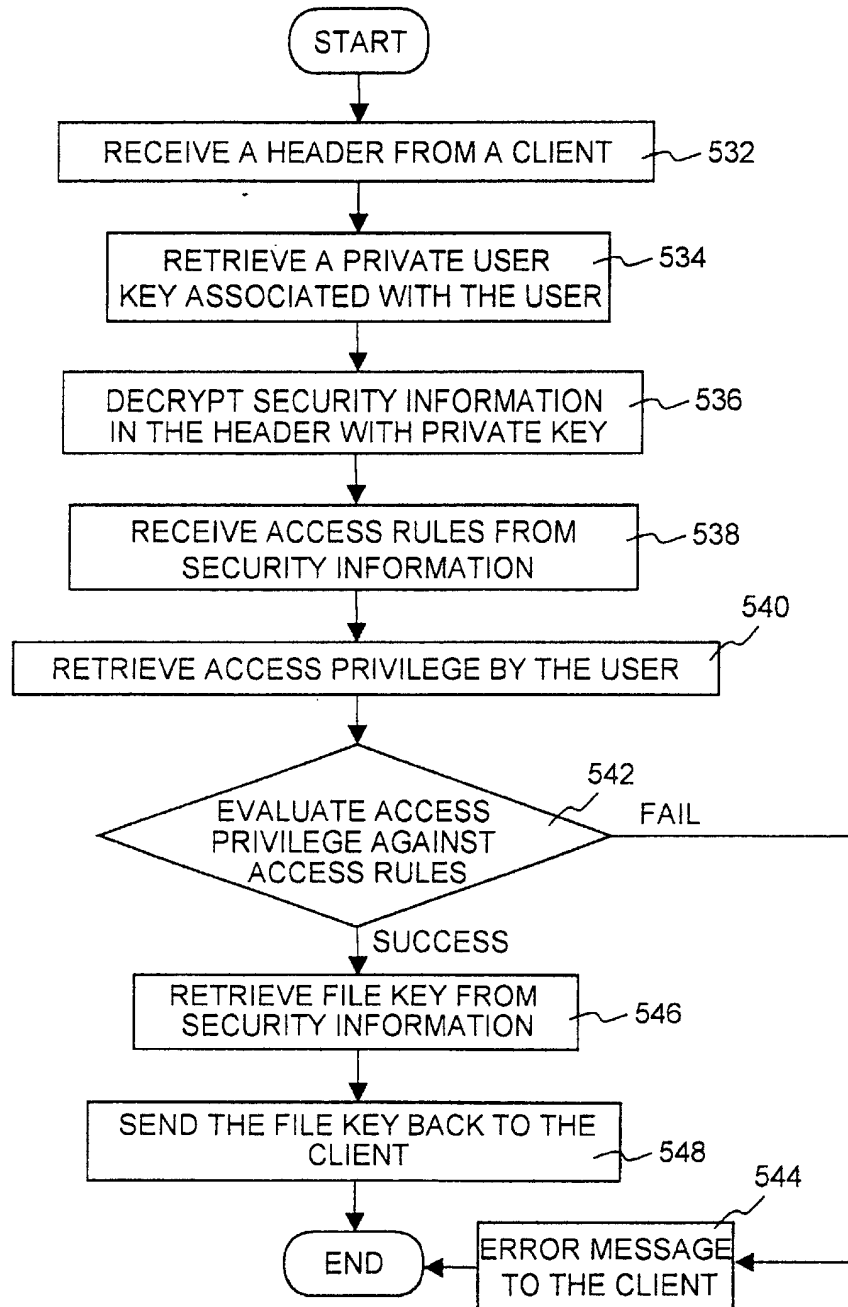 START
RECEIVE A HEADER FROM A CLIENT
532
RETRIEVE A PRIVATE USER
KEY ASSOCIATED WITH THE USER
534
DECRYPT SECURITY INFORMATION
IN THE HEADER WITH PRIVATE KEY
536
RECEIVE ACCESS RULES FROM
SECURITY INFORMATION
538
540
RETRIEVE ACCESS PRIVILEGE BY THE USER
542
EVALUATE ACCESS
PRIVILEGE AGAINST
ACCESS RULES
FAIL
SUCCESS
RETRIEVE FILE KEY FROM
SECURITY INFORMATION
546
SEND THE FILE KEY BACK TO THE
CLIENT
548
544
END
ERROR MESSAGE
TO THE CLIENT